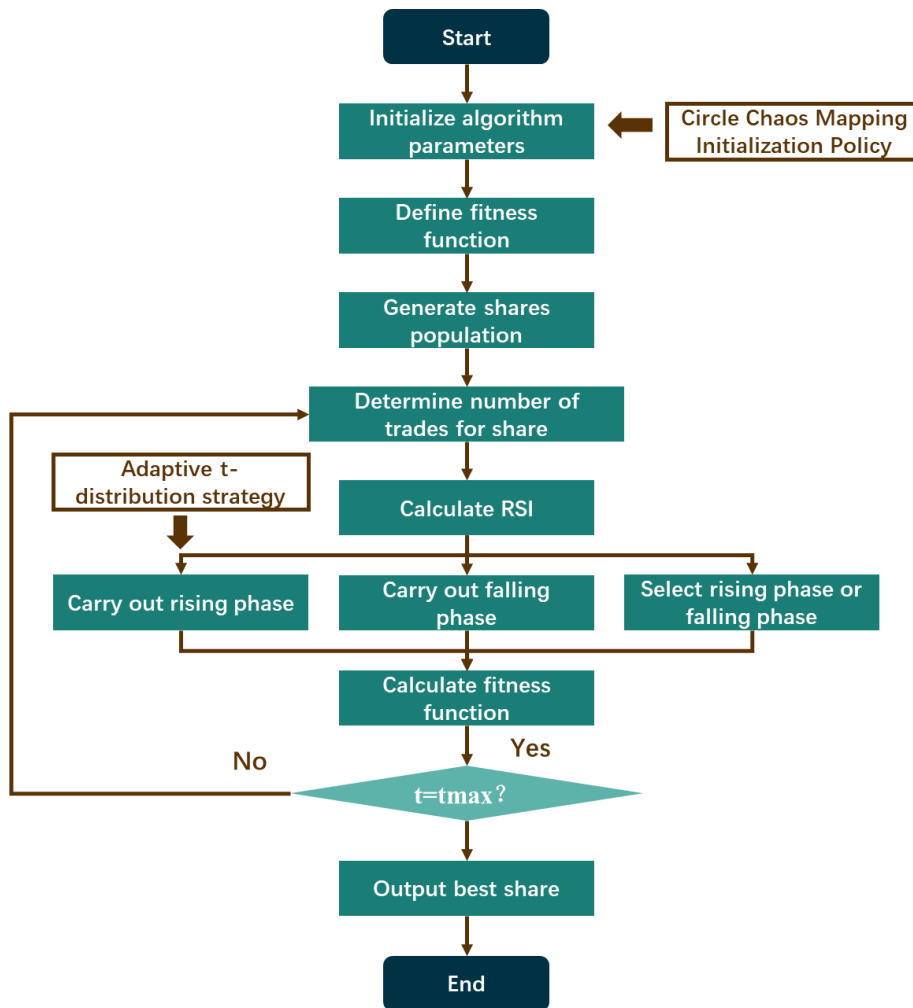 Start
Initialize algorithm
parameters
Circle Chaos Mapping
Initialization Policy
Define fitness
function
Generate shares
population
Determine number of
trades for share
Adaptive t-
distribution strategy
Calculate RSI
Carry out rising phase
Carry out falling
phase
Select rising phase or
falling phase
Calculate fitness
function
No
Yes
t=tmax?
Output best share
End